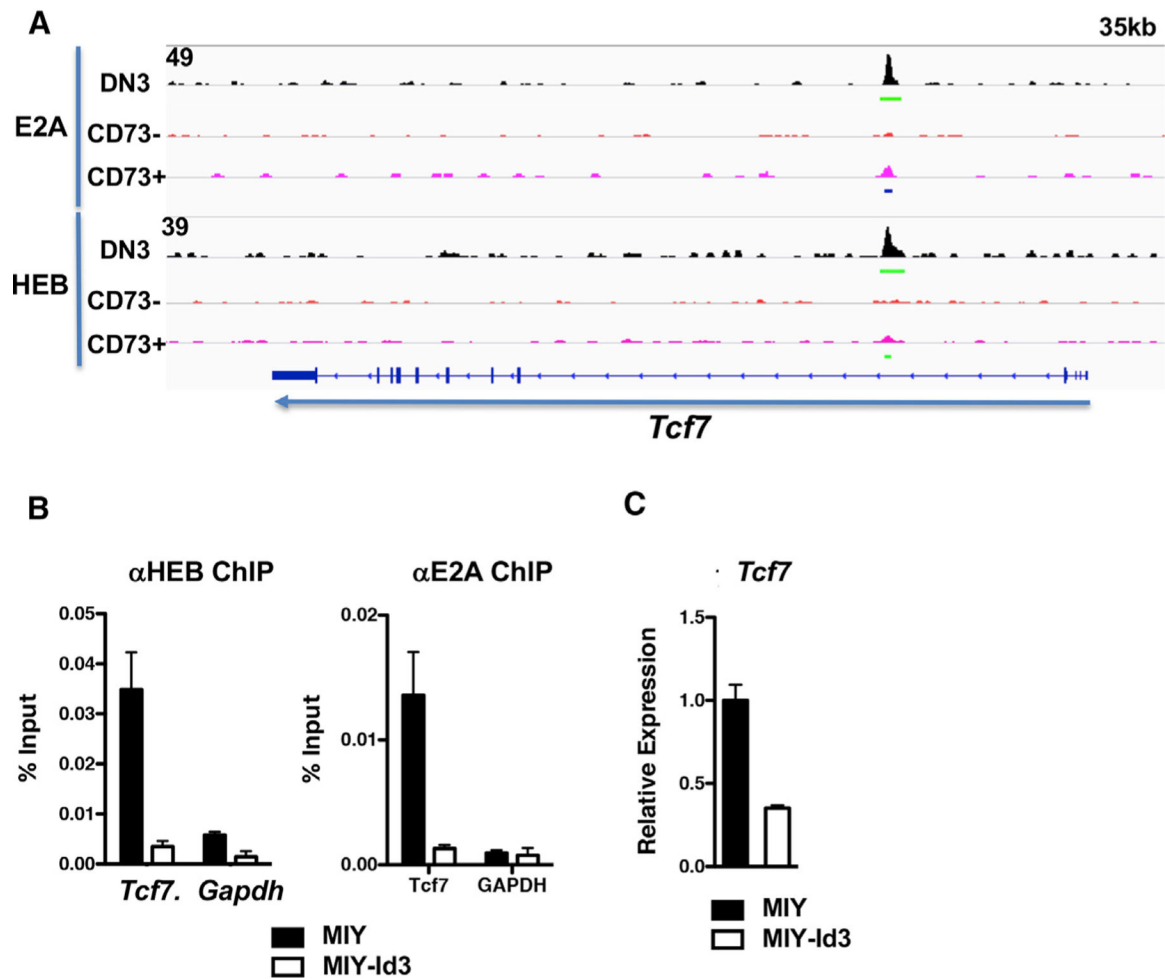 A
35kb
49
E2A
DN3
CD73-
CD73+
39
HEB
DN3
CD73-
CD73+
Tcf7
B
αHEB ChIP
% Input
0.05
0.04
0.03
0.02
0.01
0.00
Tcf7. Gapdh
αE2A ChIP
% Input
0.02
0.01
0.00
Tcf7 GAPDH
MIY
MIY-Id3
C
Tcf7
Relative Expression
1.5
1.0
0.5
0.0
MIY
MIY-Id3